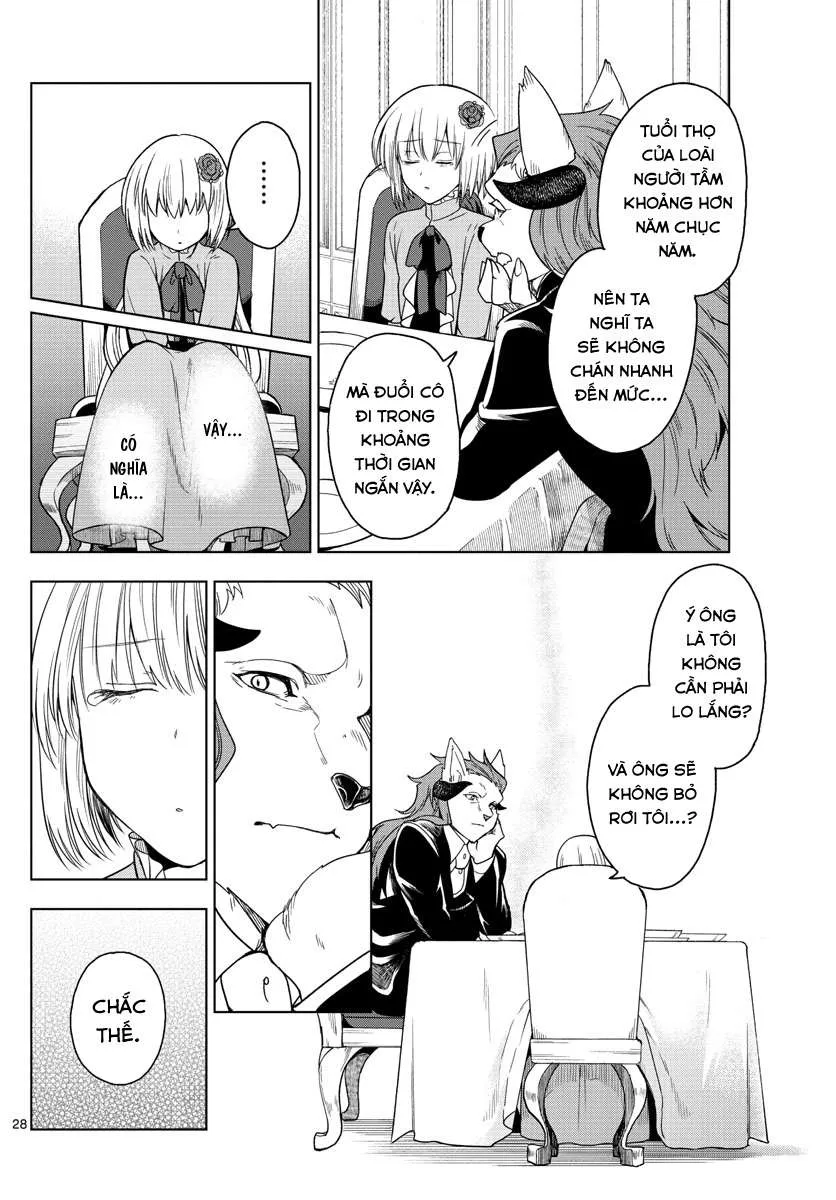 TUỔI THỌ
CỦA LOÀI
NGƯỜI TẦM
KHOẢNG HƠN
NĂM CHỤC
NĂM.
NÊN TA
NGHĨ TA
SẼ KHÔNG
CHÁN NHANH
ĐẾN MỨC...
MÀ ĐUỔI CÔ
ĐI TRONG
KHOẢNG
THỜI GIAN
NGẮN VẬY.
......
VẬY...
CÓ
NGHĨA
LÀ...
Ý ÔNG
LÀ TÔI
KHÔNG
CẦN PHẢI
LO LẮNG?
VÀ ÔNG SẼ
KHÔNG BỎ
RƠI TÔI...?
CHẮC
THẾ.
28